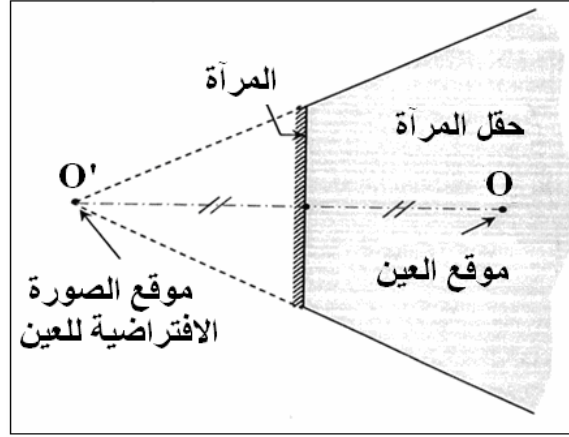 المرآة
حقل المرآة
O'
O
موقع العين
موقع الصورة
الافتراضية للعين